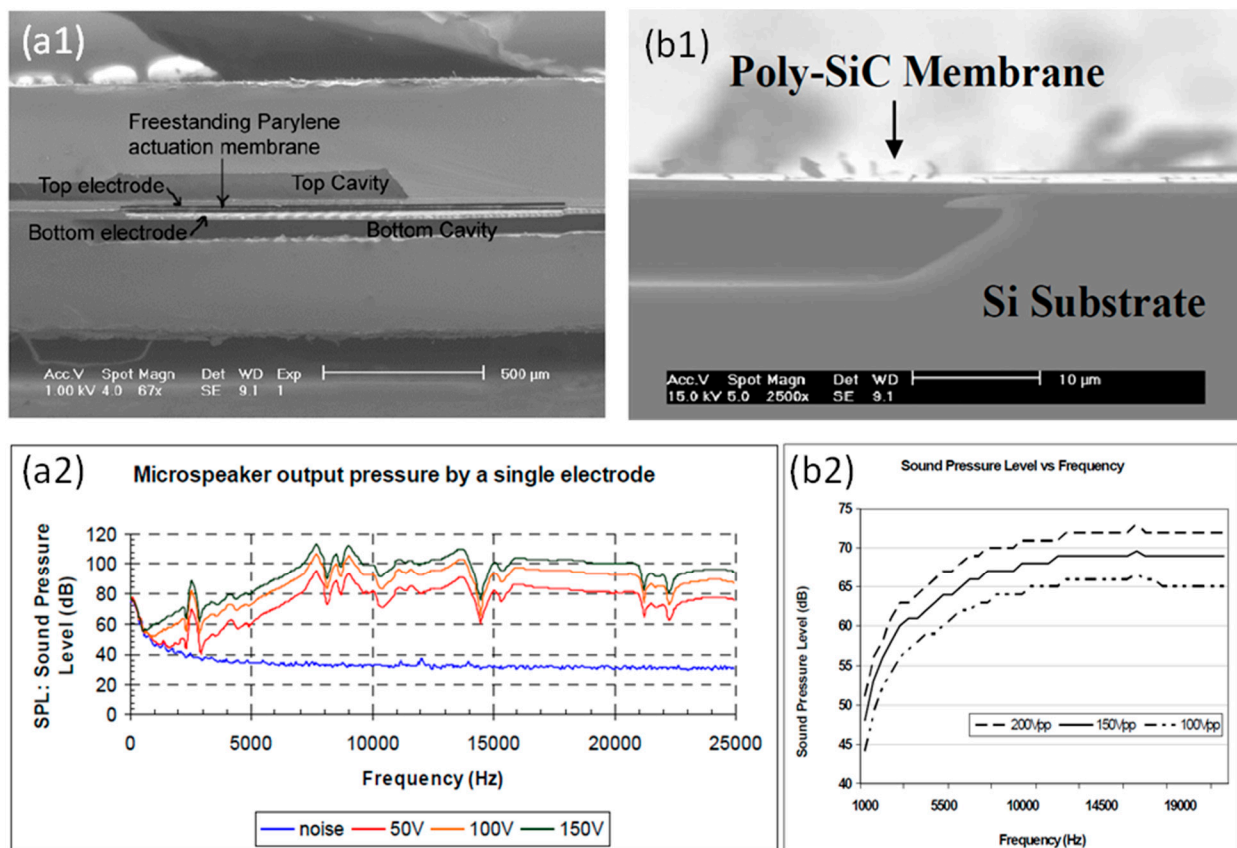 (a1)
Freestanding Parylene
actuation membrane
Top electrode
Top Cavity
Bottom electrode
Bottom Cavity
Acc.V Spot Magn Det WD Exp
1.00 kV 4.0 67x SE 9.1 1
500 µm
(b1)
Poly-SiC Membrane
Si Substrate
Acc.V Spot Magn Det WD
15.0 kV 5.0 2500x SE 9.1
10 µm
(a2)
Microspeaker output pressure by a single electrode
SPL: Sound Pressure
Level (dB)
120
100
80
60
40
20
0
0 5000 10000 15000 20000 25000
Frequency (Hz)
noise 50V 100V 150V
(b2)
Sound Pressure Level vs Frequency
Sound Pressure Level (dB)
75
70
65
60
55
50
45
40
200Vpp 150Vpp 100Vpp
1000 5500 10000 14500 19000
Frequency (Hz)